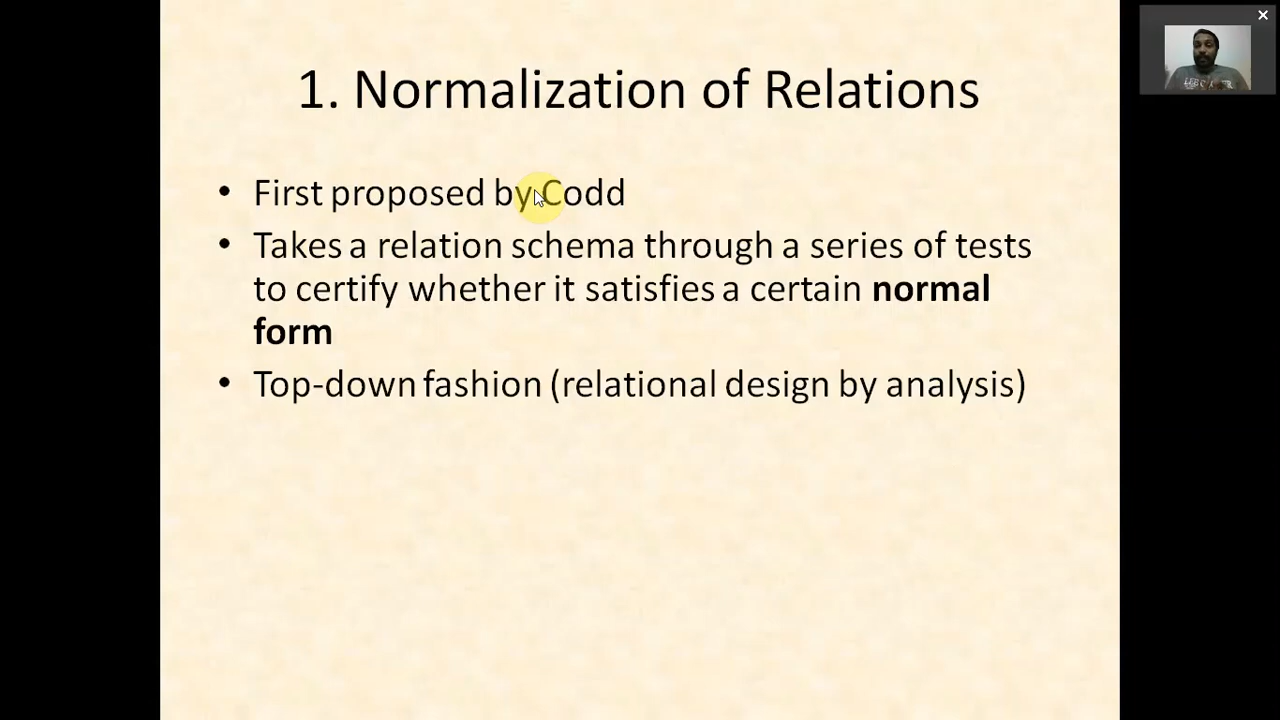 1. Normalization of Relations
• First proposed by Codd
• Takes a relation schema through a series of tests
to certify whether it satisfies a certain normal
form
• Top-down fashion (relational design by analysis)